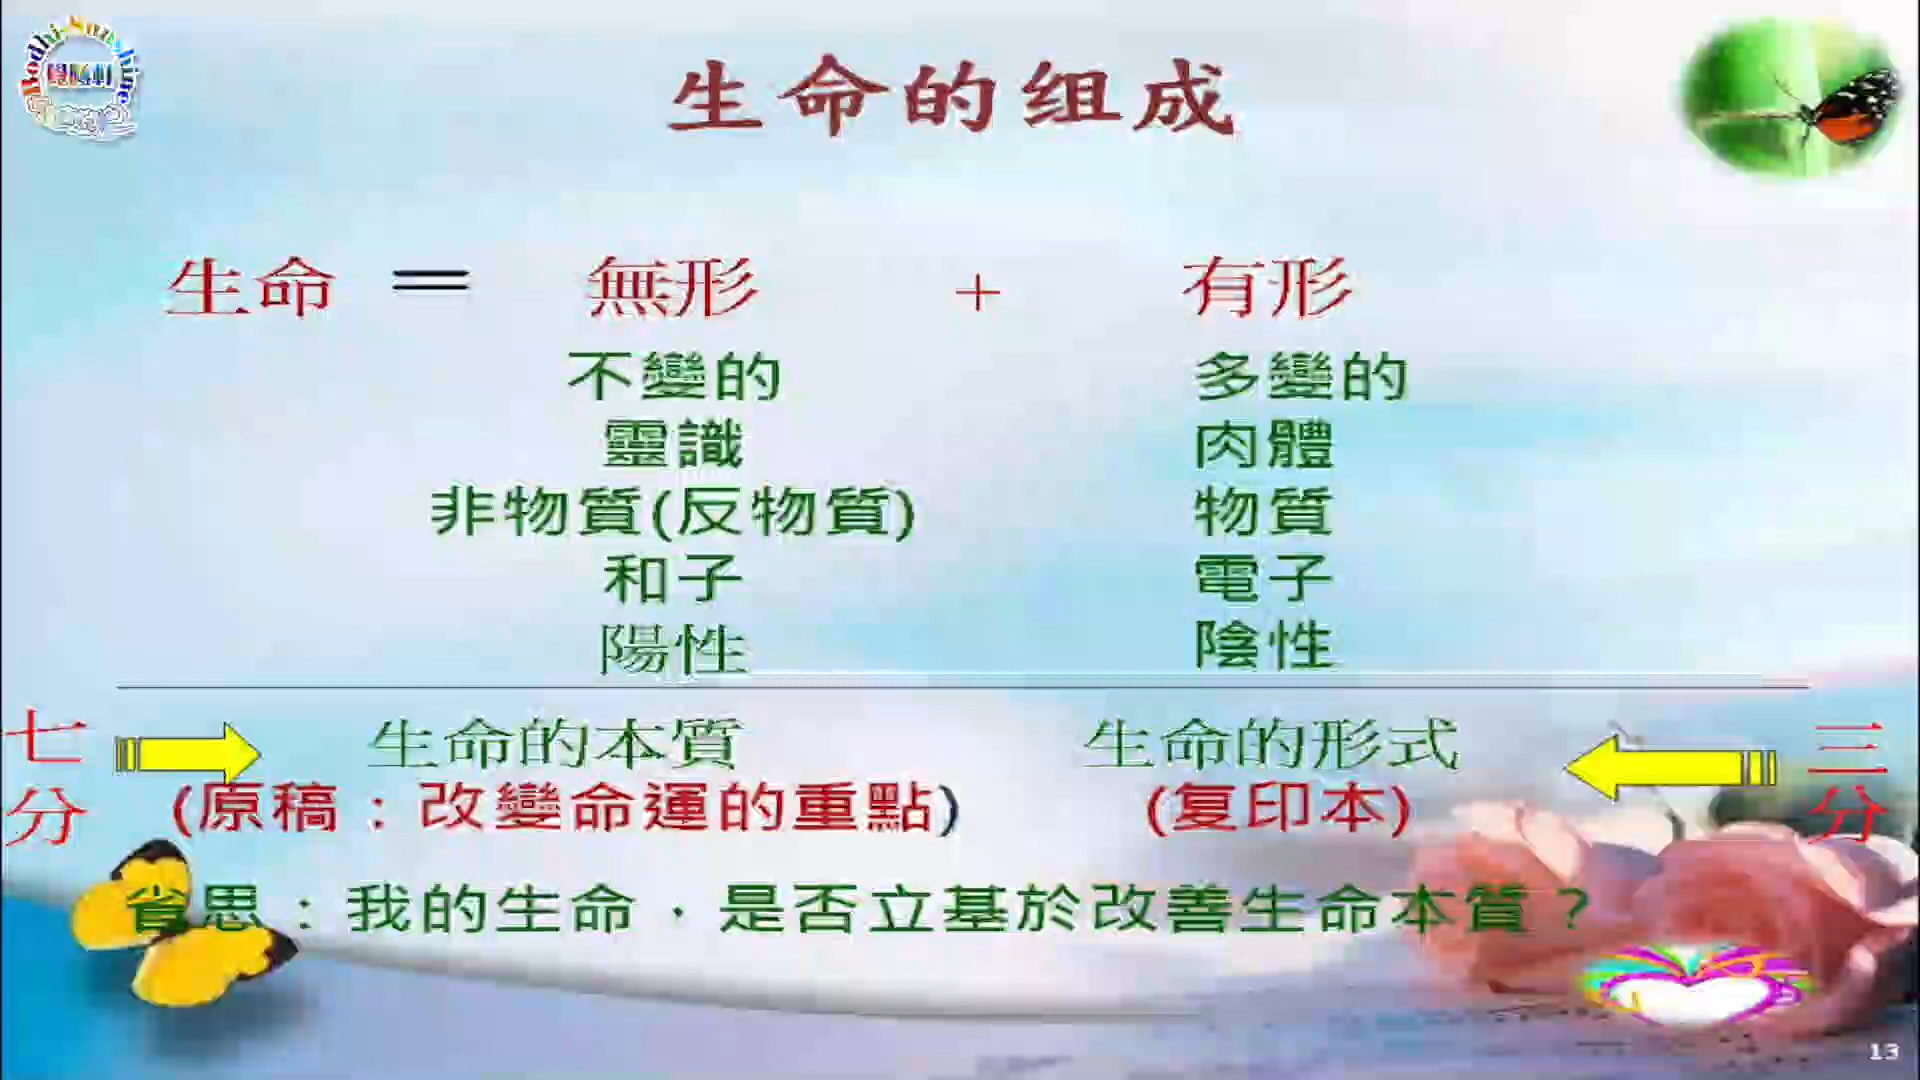 Bodhi Sunshine
生命的组成
生命 = 無形 + 有形
不變的 多變的
靈識 肉體
非物質(反物質) 物質
和子 電子
陽性 陰性
七分 生命的本質 生命的形式 三分
(原稿：改變命運的重點) (复印本)
省思：我的生命．是否立基於改善生命本質？
13